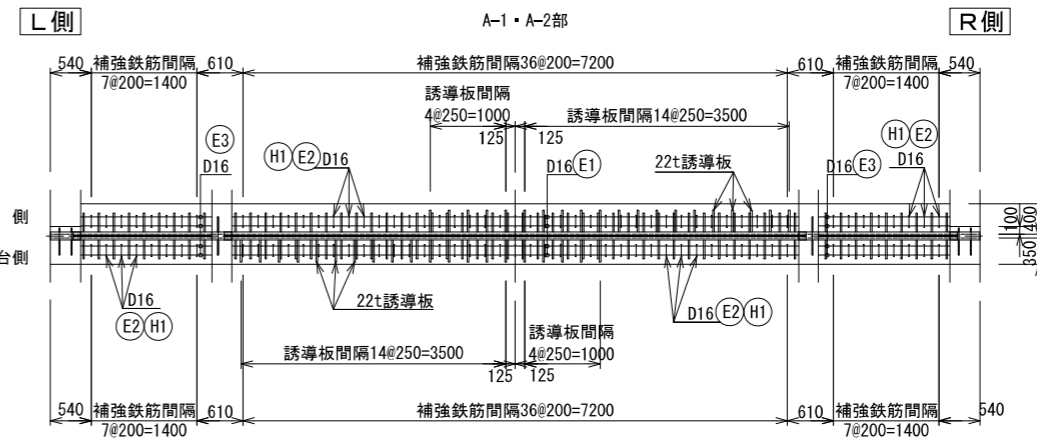 L側
A-1・A-2部
R側
540
補強鉄筋間隔
7@200=1400
610
補強鉄筋間隔36@200=7200
610
補強鉄筋間隔
7@200=1400
540
誘導板間隔
4@250=1000
125
125
誘導板間隔14@250=3500
E3
D16
H1 E2 D16
D16 E1
22t誘導板
D16 E3
H1 E2
D16
側
台側
100
400
350
D16
E2 H1
22t誘導板
D16 E2 H1
誘導板間隔14@250=3500
125
125
誘導板間隔
4@250=1000
540
補強鉄筋間隔
7@200=1400
610
補強鉄筋間隔36@200=7200
610
補強鉄筋間隔
7@200=1400
540